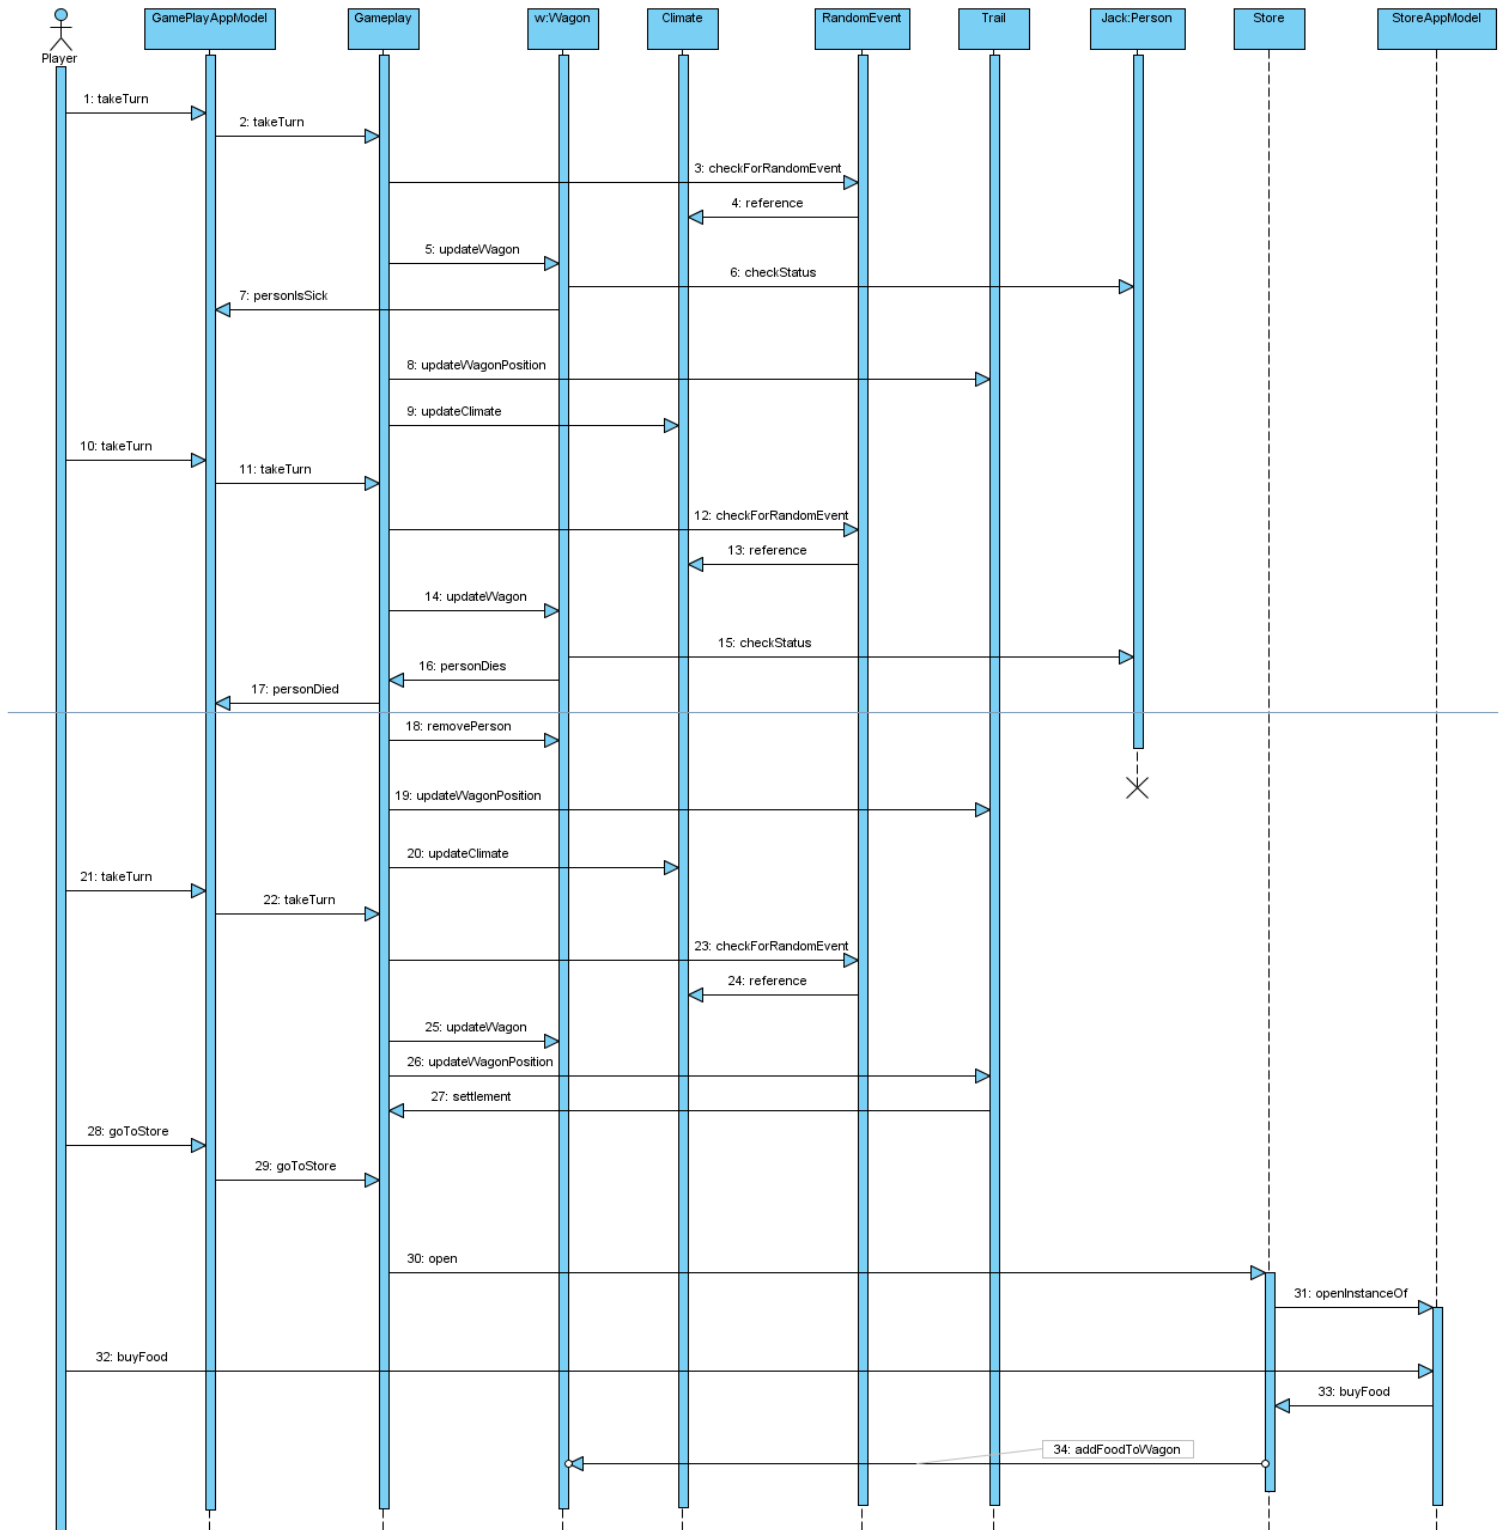 GamePlayAppModel
Gameplay
w:Wagon
Climate
RandomEvent
Trail
Jack:Person
Store
StoreAppModel
Player
1: takeTurn
2: takeTurn
3: checkForRandomEvent
4: reference
5: updateWagon
6: checkStatus
7: personIsSick
8: updateWagonPosition
9: updateClimate
10: takeTurn
11: takeTurn
12: checkForRandomEvent
13: reference
14: updateWagon
15: checkStatus
16: personDies
17: personDied
18: removePerson
19: updateWagonPosition
20: updateClimate
21: takeTurn
22: takeTurn
23: checkForRandomEvent
24: reference
25: updateWagon
26: updateWagonPosition
27: settlement
28: goToStore
29: goToStore
30: open
31: openInstanceOf
32: buyFood
33: buyFood
34: addFoodToWagon